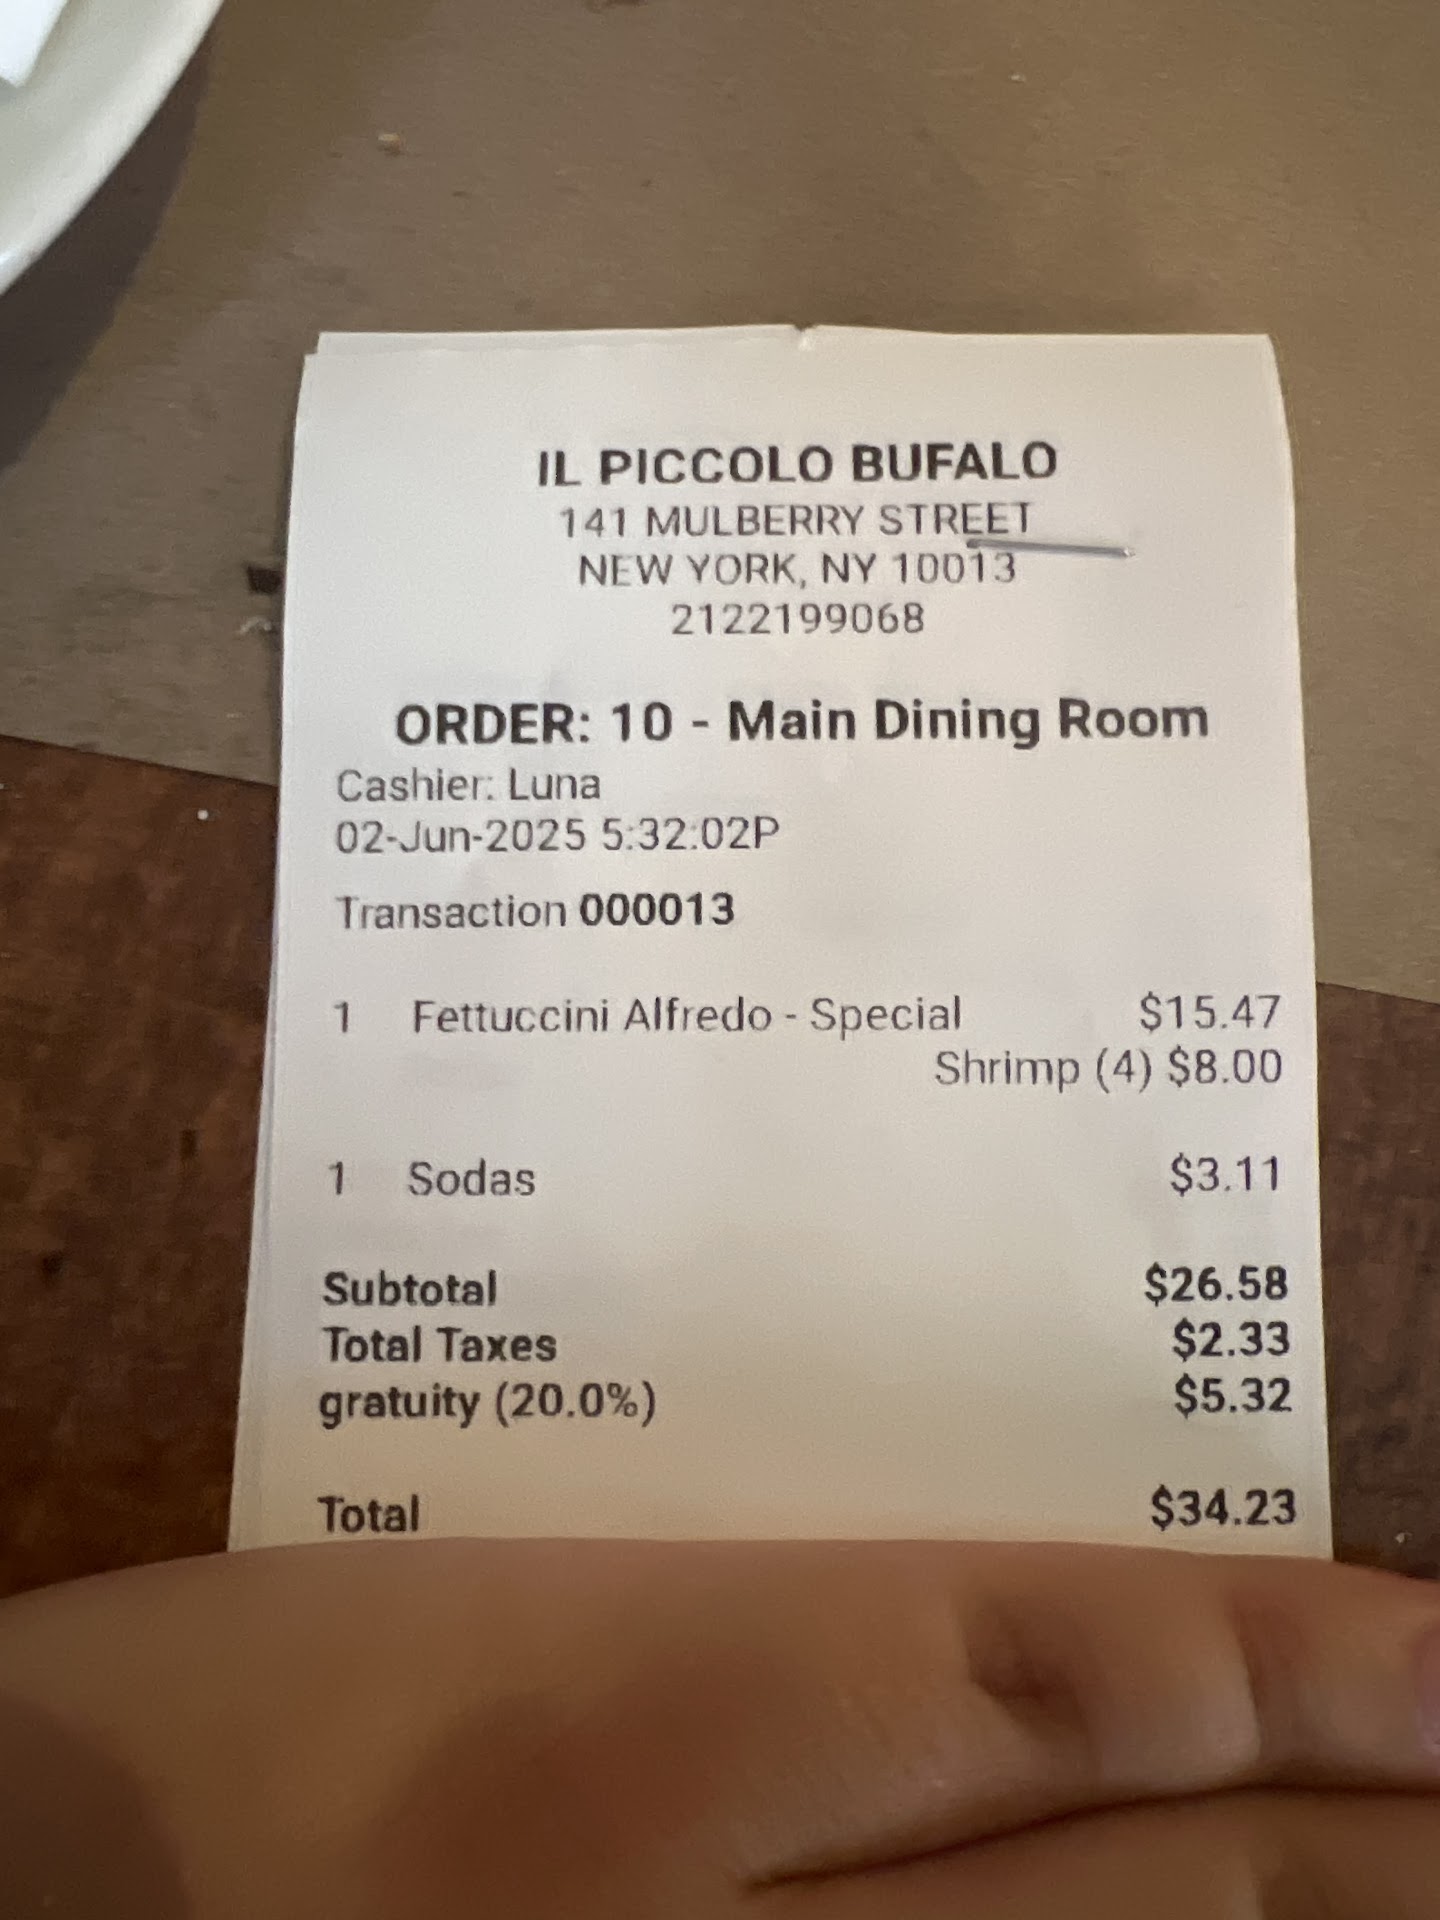 IL PICCOLO BUFALO
141 MULBERRY STREET
NEW YORK, NY 10013
2122199068
ORDER: 10 - Main Dining Room
Cashier: Luna
02-Jun-2025 5:32:02P
Transaction 000013
1 Fettuccini Alfredo - Special $15.47
Shrimp (4) $8.00
1 Sodas $3.11
Subtotal $26.58
Total Taxes $2.33
gratuity (20.0%) $5.32
Total $34.23